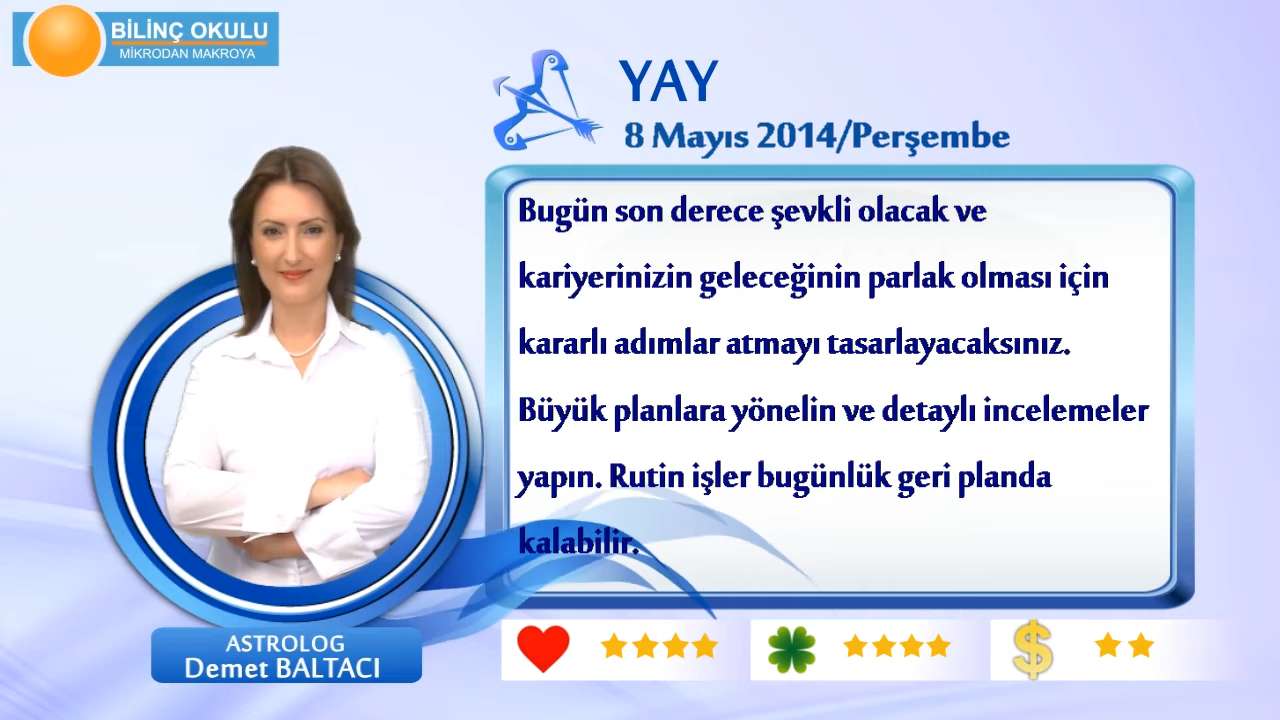 BİLİNÇ OKULU
MİKRODAN MAKROYA
YAY
8 Mayıs 2014/Perşembe
Bugün son derece şevkli olacak ve
kariyerinizin geleceğinin parlak olması için
kararlı adımlar atmayı tasarlayacaksınız.
Büyük planlara yönelin ve detaylı incelemeler
yapın. Rutin işler bugünlük geri planda
kalabilir.
ASTROLOG
Demet BALTACI